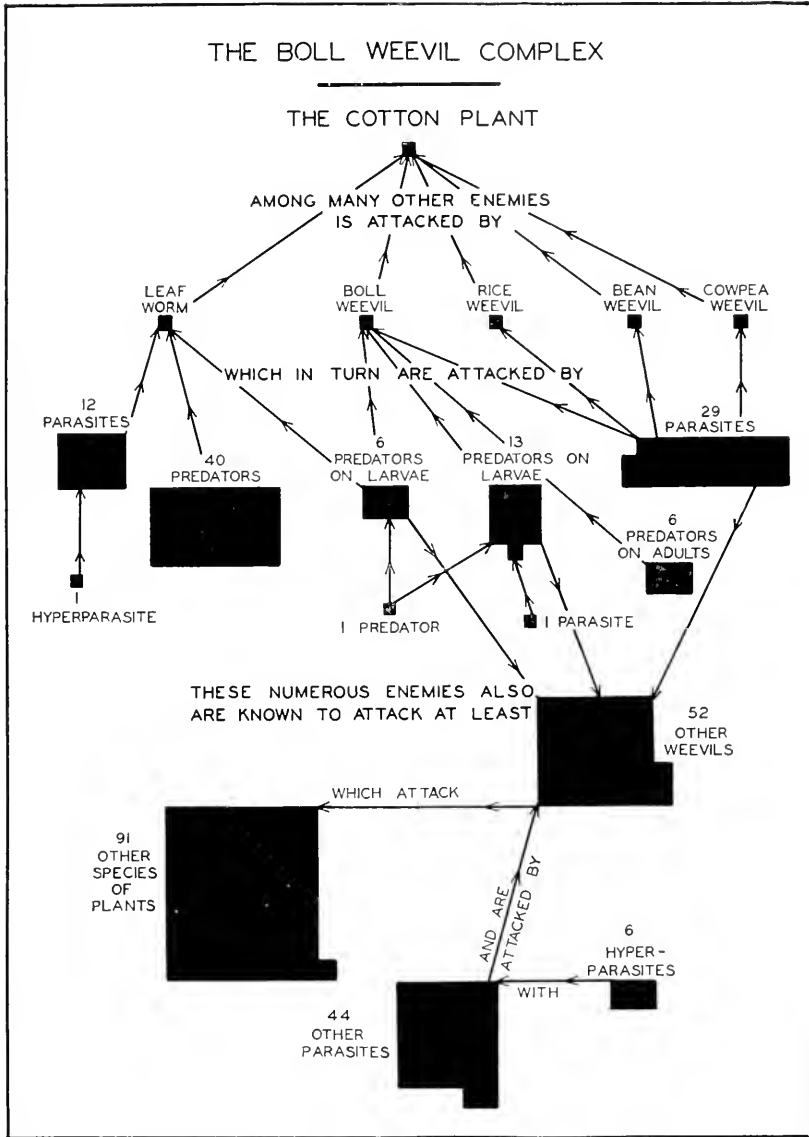 THE BOLL WEEVIL COMPLEX
THE COTTON PLANT
AMONG MANY OTHER ENEMIES
IS ATTACKED BY
LEAF
WORM
BOLL
WEEVIL
RICE
WEEVIL
BEAN
WEEVIL
COWPEA
WEEVIL
WHICH IN TURN ARE ATTACKED BY
12
PARASITES
40
PREDATORS
6
PREDATORS
ON LARVAE
13
PREDATORS ON
LARVAE
29
PARASITES
6
PREDATORS
ON ADULTS
1
HYPERPARASITE
1 PREDATOR
1 PARASITE
THESE NUMEROUS ENEMIES ALSO
ARE KNOWN TO ATTACK AT LEAST
52
OTHER
WEEVILS
WHICH ATTACK
91
OTHER
SPECIES
OF
PLANTS
AND ARE
ATTACKED BY
6
HYPER-
PARASITES
WITH
44
OTHER
PARASITES